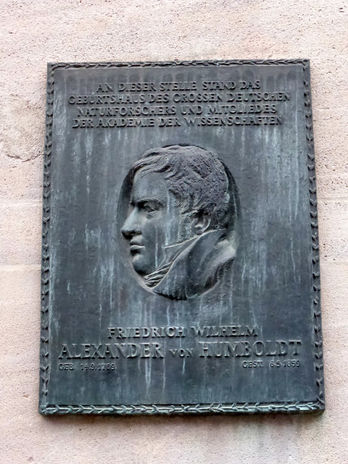 AN DIESER STELLE STAND DAS
GEBURTSHAUS DES GROSSEN DEUTSCHEN
NATURFORSCHERS UND MITGLIEDES
DER AKADEMIE DER WISSENSCHAFTEN
FRIEDRICH WILHELM
ALEXANDER VON HUMBOLDT
GEB. 14.9.1769 GEST. 6.5.1859